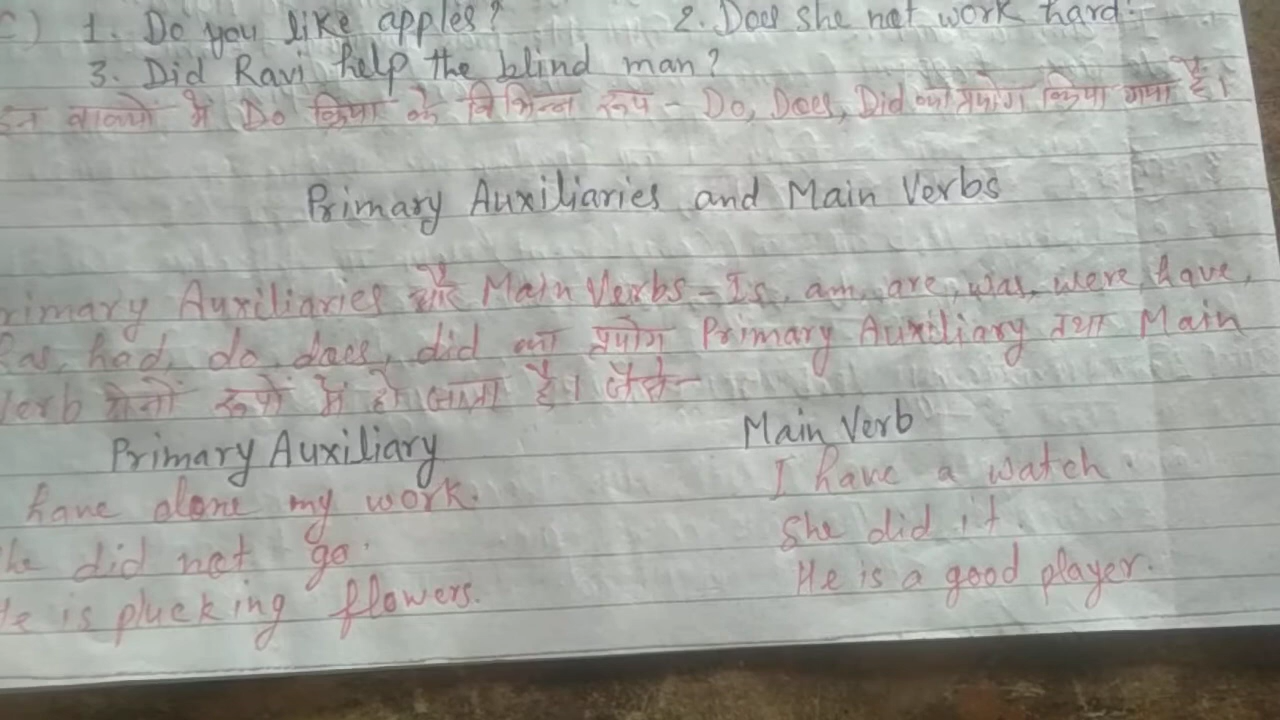 C) 1. Do you like apples? 2. Does she not work hard.
3. Did Ravi help the blind man?
इन वाक्यों में Do क्रिया के विभिन्न रूप - Do, Does, Did का प्रयोग किया गया है।
Primary Auxiliaries and Main Verbs
rimary Auxiliaries और Main Verbs - Is, am, are, was, were, have,
has, had, do, does, did का प्रयोग Primary Auxiliary तथा Main
Verb दोनों रूपों में हो जाता है। जैसे-
Primary Auxiliary Main Verb
have done my work. I have a watch.
he did not go. She did it.
He is plucking flowers. He is a good player.